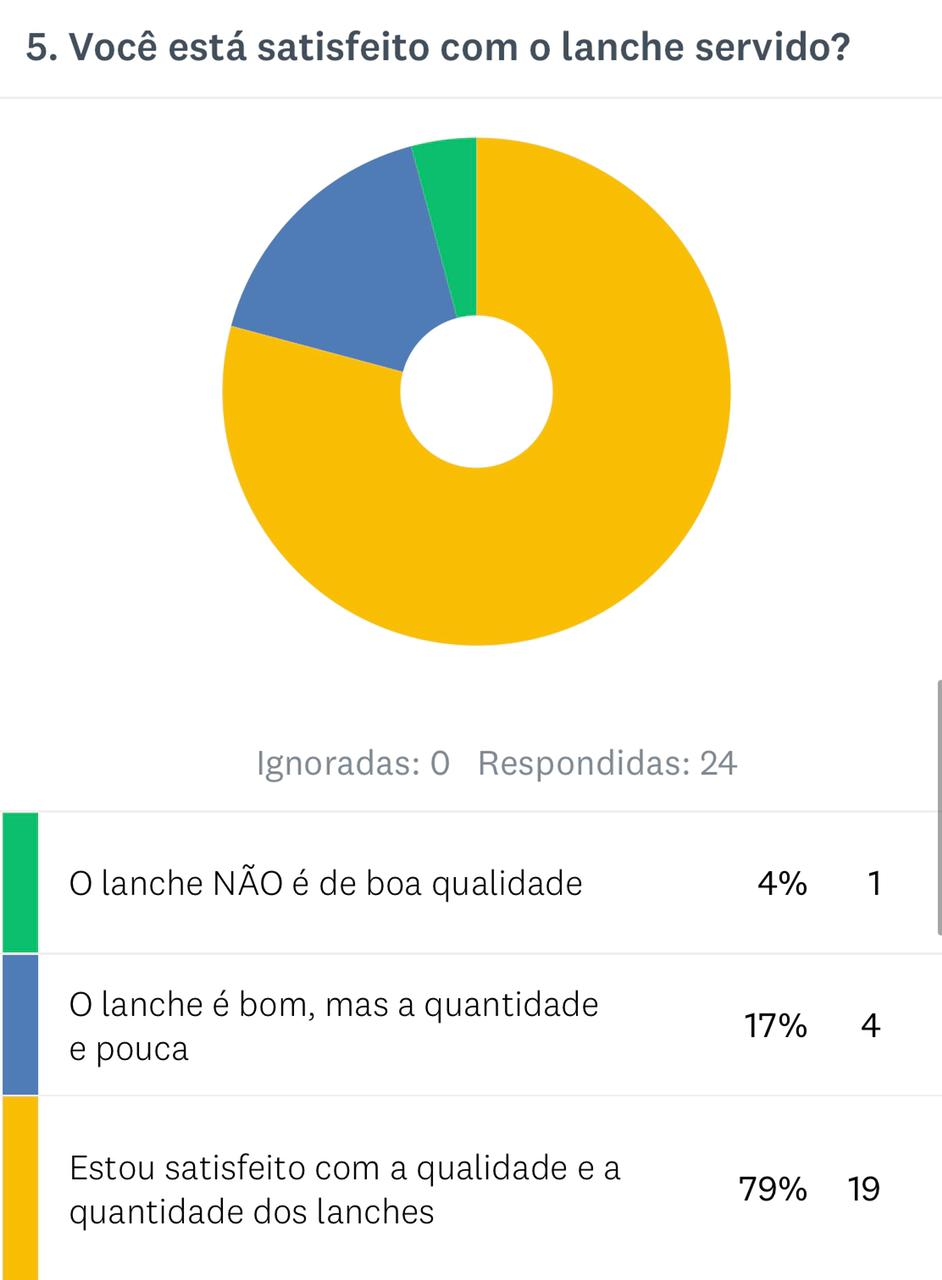 5. Você está satisfeito com o lanche servido?
Ignoradas: 0 Respondidas: 24
O lanche NÃO é de boa qualidade 4% 1
O lanche é bom, mas a quantidade
e pouca 17% 4
Estou satisfeito com a qualidade e a
quantidade dos lanches 79% 19